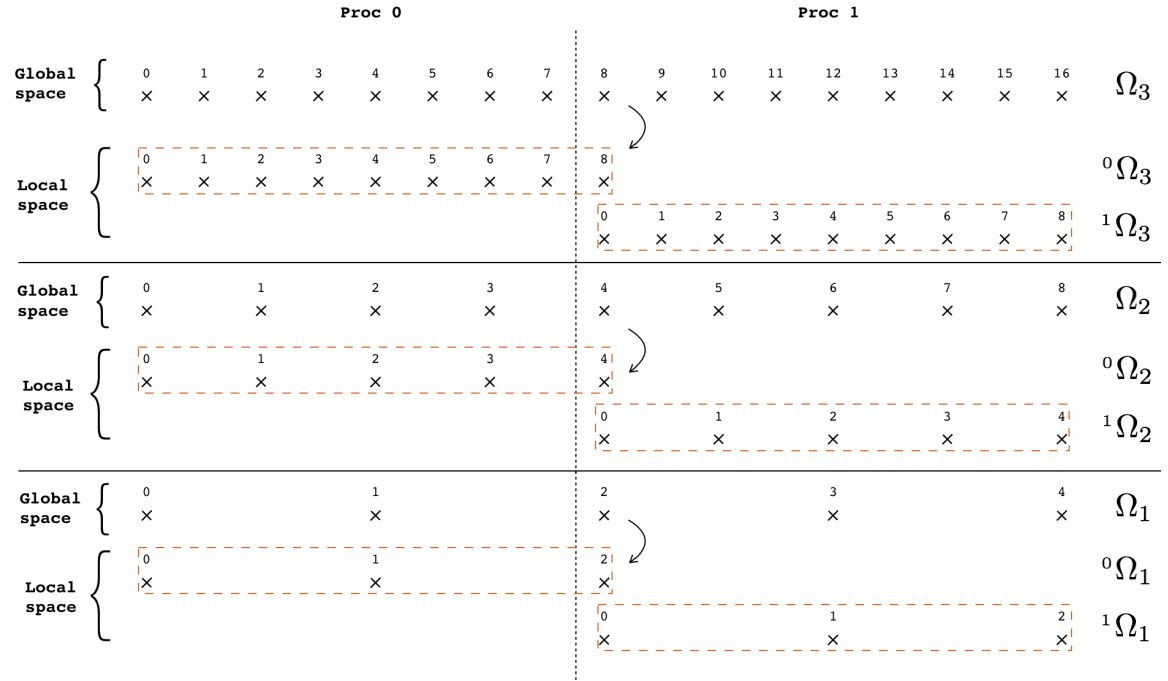 Proc 0 Proc 1
Global space 0 1 2 3 4 5 6 7 8 9 10 11 12 13 14 15 16 Ω₃
Local space
0 1 2 3 4 5 6 7 8 ⁰Ω₃
0 1 2 3 4 5 6 7 8 ¹Ω₃
Global space 0 1 2 3 4 5 6 7 8 Ω₂
Local space
0 1 2 3 4 ⁰Ω₂
0 1 2 3 4 ¹Ω₂
Global space 0 1 2 3 4 Ω₁
Local space
0 1 2 ⁰Ω₁
0 1 2 ¹Ω₁